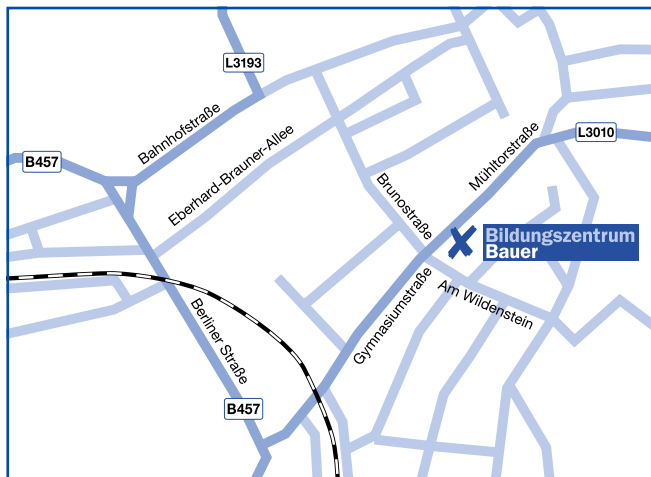 L3193
Bahnhofstraße
B457
Eberhard-Brauner-Allee
Mühltorstraße
L3010
Brunostraße
Bildungszentrum
Bauer
Gymnasiumstraße
Am Wildenstein
Berliner Straße
B457